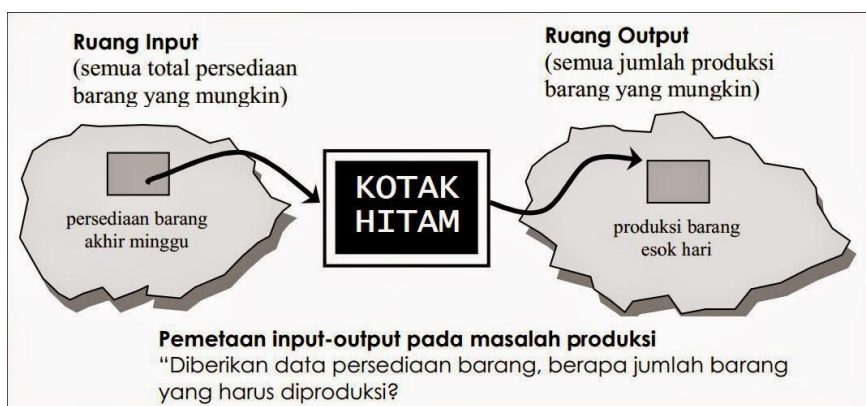 Ruang Input
(semua total persediaan
barang yang mungkin)
Ruang Output
(semua jumlah produksi
barang yang mungkin)
persediaan barang
akhir minggu
KOTAK
HITAM
produksi barang
esok hari
Pemetaan input-output pada masalah produksi
“Diberikan data persediaan barang, berapa jumlah barang
yang harus diproduksi?